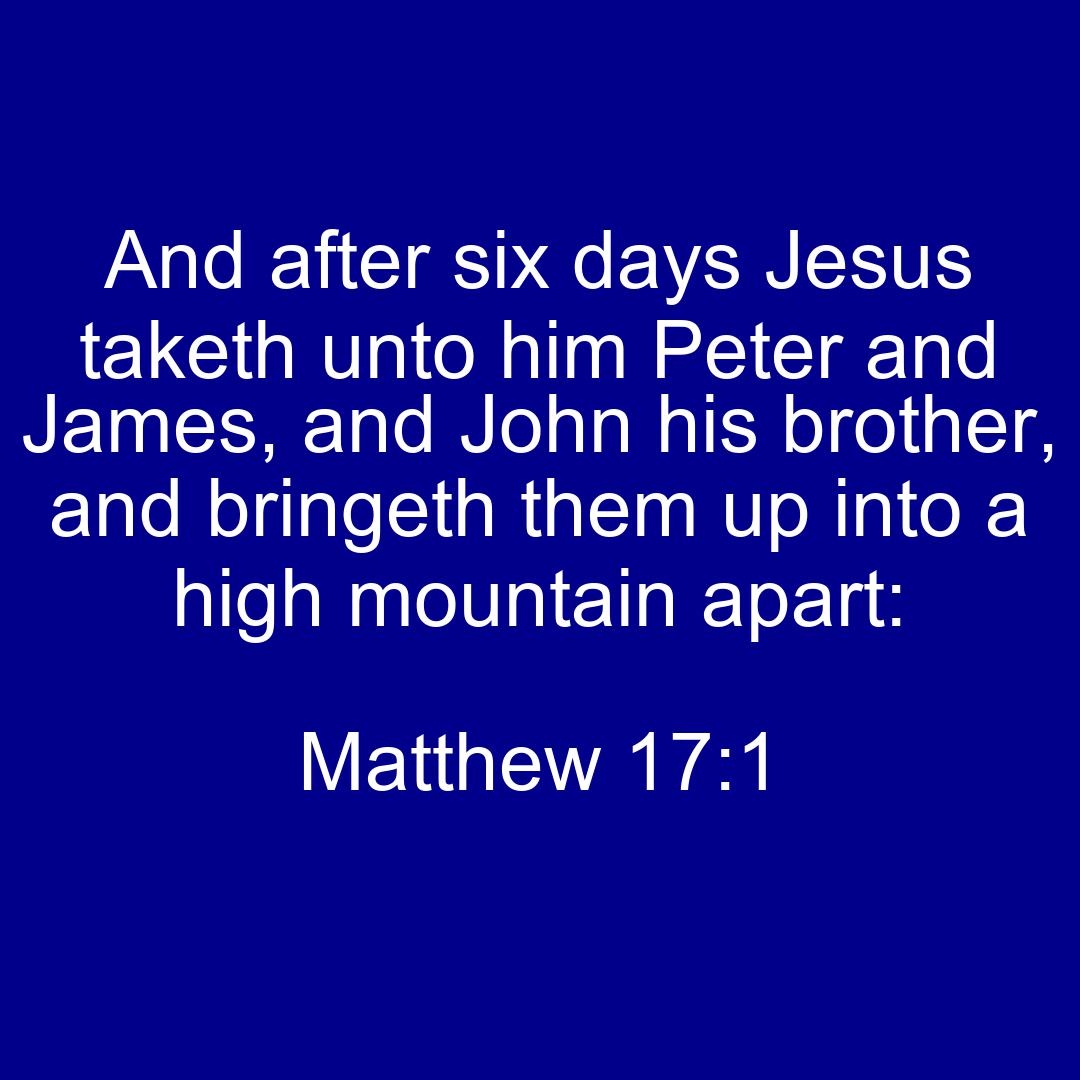 And after six days Jesus
taketh unto him Peter and
James, and John his brother,
and bringeth them up into a
high mountain apart:
Matthew 17:1